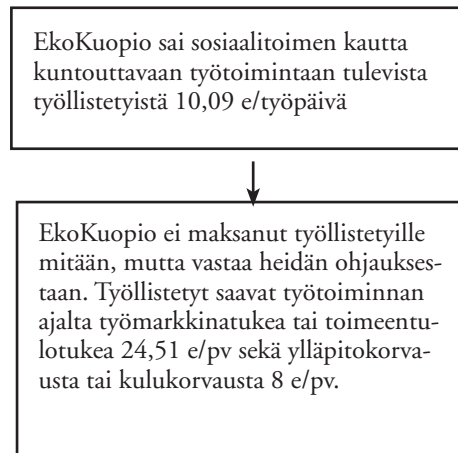 EkoKuopio sai sosiaalitoimen kautta
kuntouttavaan työtoimintaan tulevista
työllistetyistä 10,09 e/työpäivä
EkoKuopio ei maksanut työllistetyille
mitään, mutta vastaa heidän ohjaukses-
taan. Työllistetyt saavat työtoiminnan
ajalta työmarkkinatukea tai toimeentu-
lotukea 24,51 e/pv sekä ylläpitokorva-
usta tai kulukorvausta 8 e/pv.